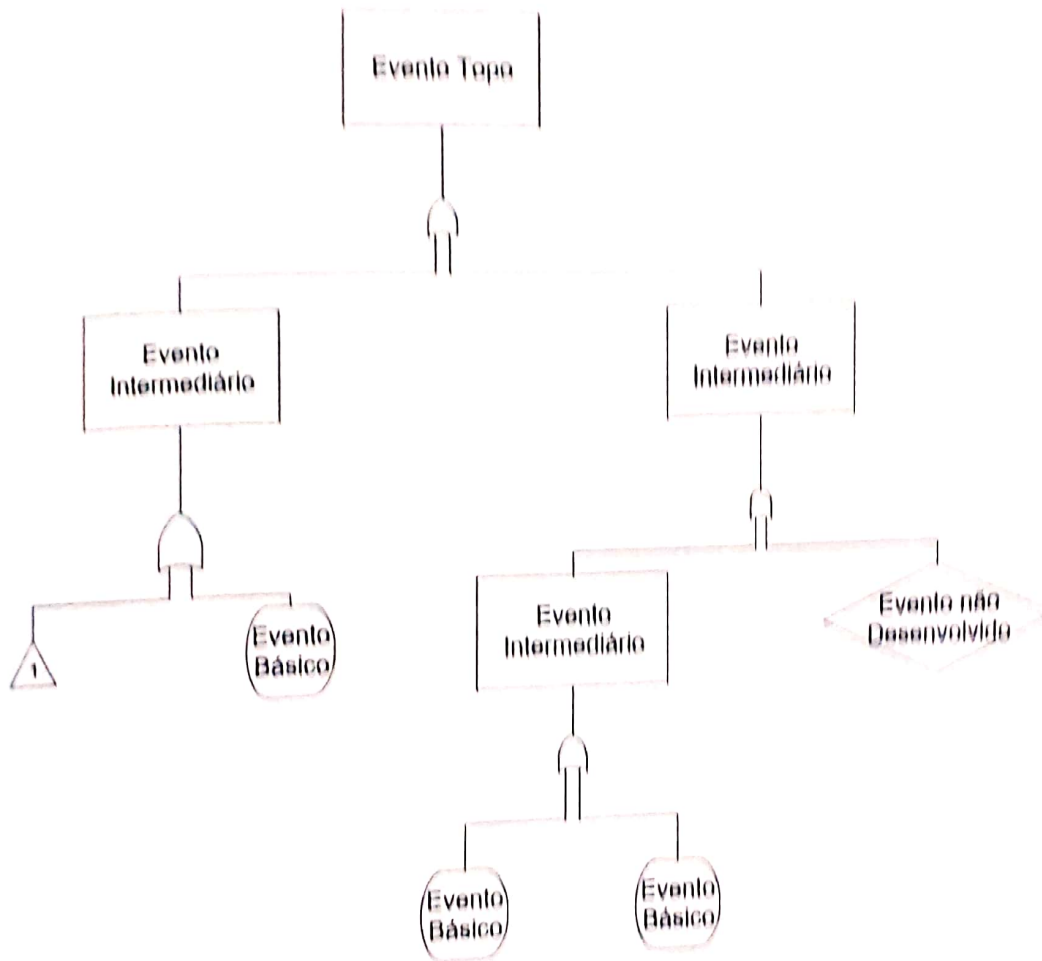 Evento Topo
Evento
Intermediário
Evento
Intermediário
1
Evento
Básico
Evento
Intermediário
Evento não
Desenvolvido
Evento
Básico
Evento
Básico